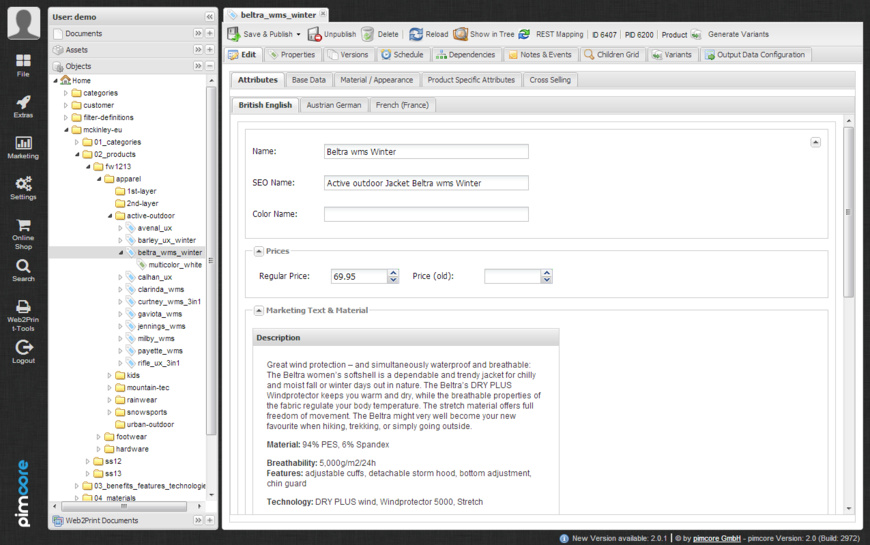 User: demo
Documents
Assets
Objects
Home
categories
customer
filter-definitions
mckinley-eu
01_categories
02_products
fw1213
apparel
1st-layer
2nd-layer
active-outdoor
avenal_ux
barley_ux_winter
beltra_wms_winter
multicolor_white
calhan_ux
clarinda_wms
curtney_wms_3in1
gaviota_wms
jennings_wms
milby_wms
payette_wms
rifle_ux_3in1
kids
mountain-tec
rainwear
snowsports
urban-outdoor
footwear
hardware
ss12
ss13
03_benefits_features_technologie
04_materials
Web2Print Documents
File
Extras
Marketing
Settings
Online
Shop
Search
Web2Prin
t-Tools
Logout
pimcore
beltra_wms_winter
Save & Publish
Unpublish
Delete
Reload
Show in Tree
REST Mapping
ID 6407
PID 6200
Product
Generate Variants
Edit
Properties
Versions
Schedule
Dependencies
Notes & Events
Children Grid
Variants
Output Data Configuration
Attributes
Base Data
Material / Appearance
Product Specific Attributes
Cross Selling
British English
Austrian German
French (France)
Name:
Beltra wms Winter
SEO Name:
Active outdoor Jacket Beltra wms Winter
Color Name:
Prices
Regular Price:
69.95
Price (old):
Marketing Text & Material
Description
Great wind protection – and simultaneously waterproof and breathable:
The Beltra women's softshell is a dependable and trendy jacket for chilly
and moist fall or winter days out in nature. The Beltra's DRY PLUS
Windprotector keeps you warm and dry, while the breathable properties of
the fabric regulate your body temperature. The stretch material offers full
freedom of movement. The Beltra might very well become your new
favourite when hiking, trekking, or simply going outside.
Material: 94% PES, 6% Spandex
Breathability: 5,000g/m2/24h
Features: adjustable cuffs, detachable storm hood, bottom adjustment,
chin guard
Technology: DRY PLUS wind, Windprotector 5000, Stretch
New Version available: 2.0.1 | © by pimcore GmbH - pimcore Version: 2.0 (Build: 2972)